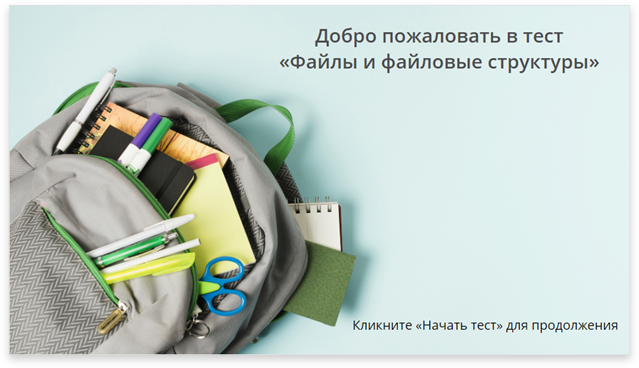 Добро пожаловать в тест
«Файлы и файловые структуры»
Кликните «Начать тест» для продолжения